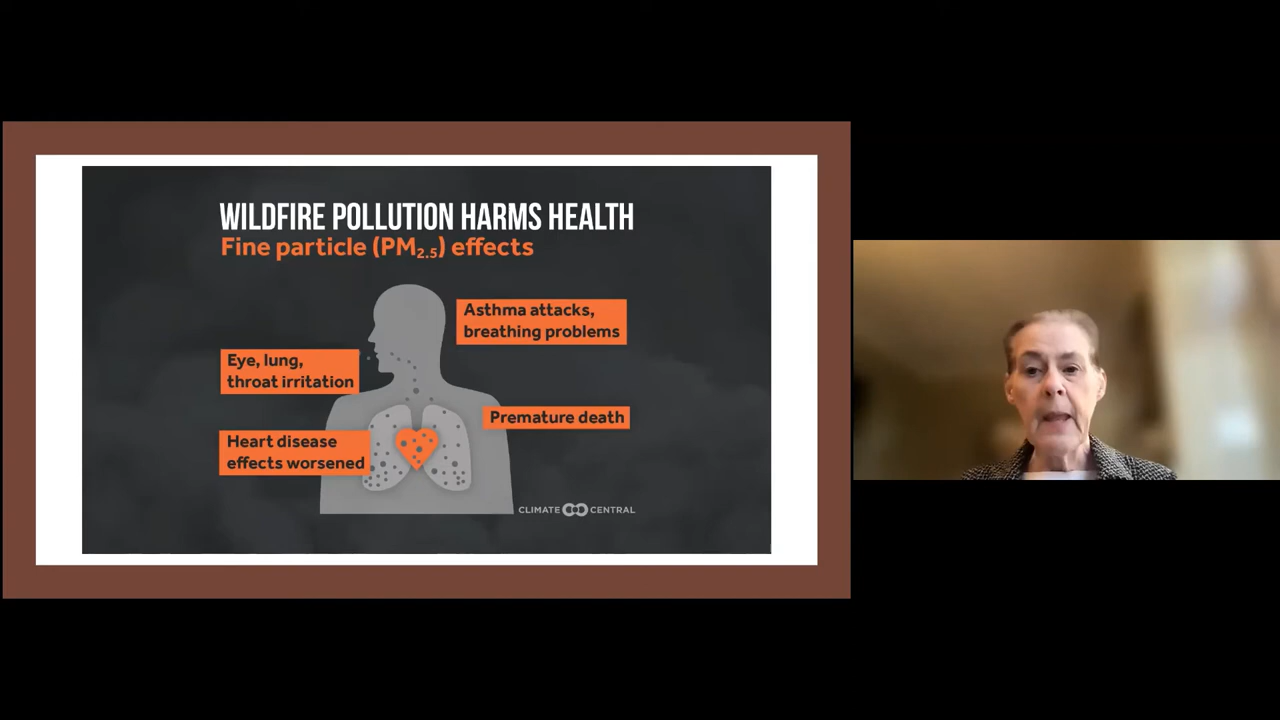 WILDFIRE POLLUTION HARMS HEALTH
Fine particle (PM2.5) effects
Asthma attacks,
breathing problems
Eye, lung,
throat irritation
Premature death
Heart disease
effects worsened
CLIMATE CENTRAL